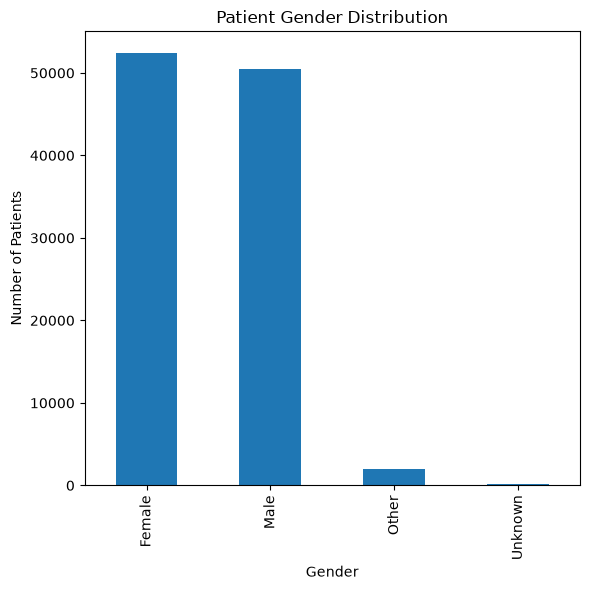 Patient Gender Distribution
Number of Patients
50000
40000
30000
20000
10000
0
Female
Male
Other
Unknown
Gender